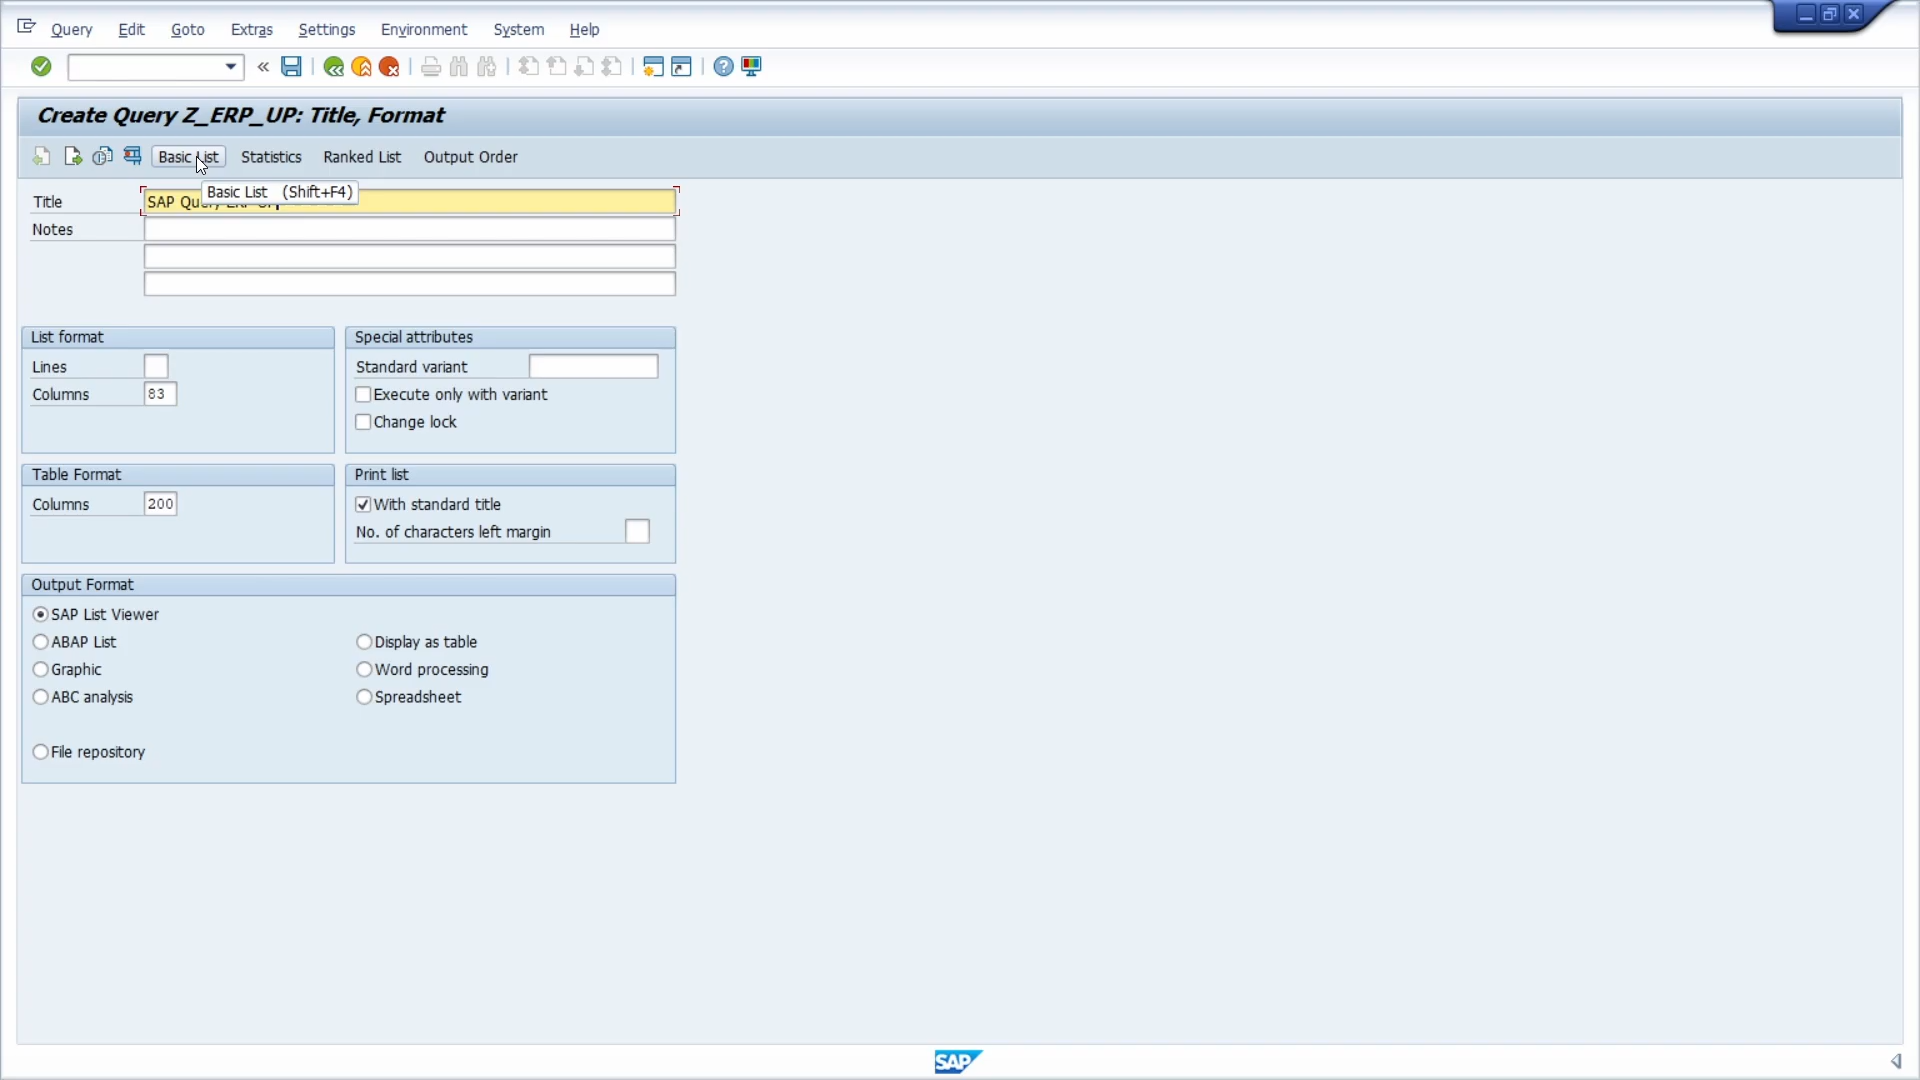 Query Edit Goto Extras Settings Environment System Help
Create Query Z_ERP_UP: Title, Format
Basic List Statistics Ranked List Output Order
Basic List (Shift+F4)
Title SAP Query ERP UP
Notes
List format Special attributes
Lines Standard variant
Columns 83 Execute only with variant
Change lock
Table Format Print list
Columns 200 With standard title
No. of characters left margin
Output Format
SAP List Viewer
ABAP List Display as table
Graphic Word processing
ABC analysis Spreadsheet
File repository
SAP